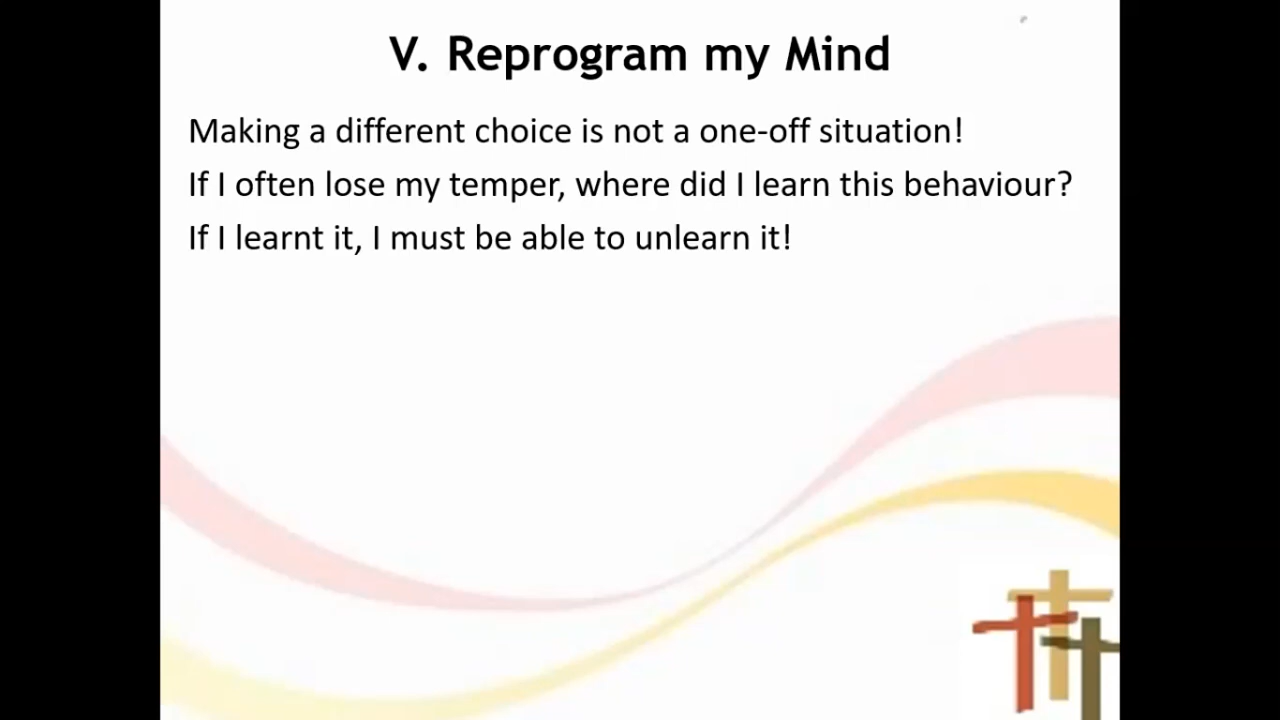 V. Reprogram my Mind
Making a different choice is not a one-off situation!
If I often lose my temper, where did I learn this behaviour?
If I learnt it, I must be able to unlearn it!